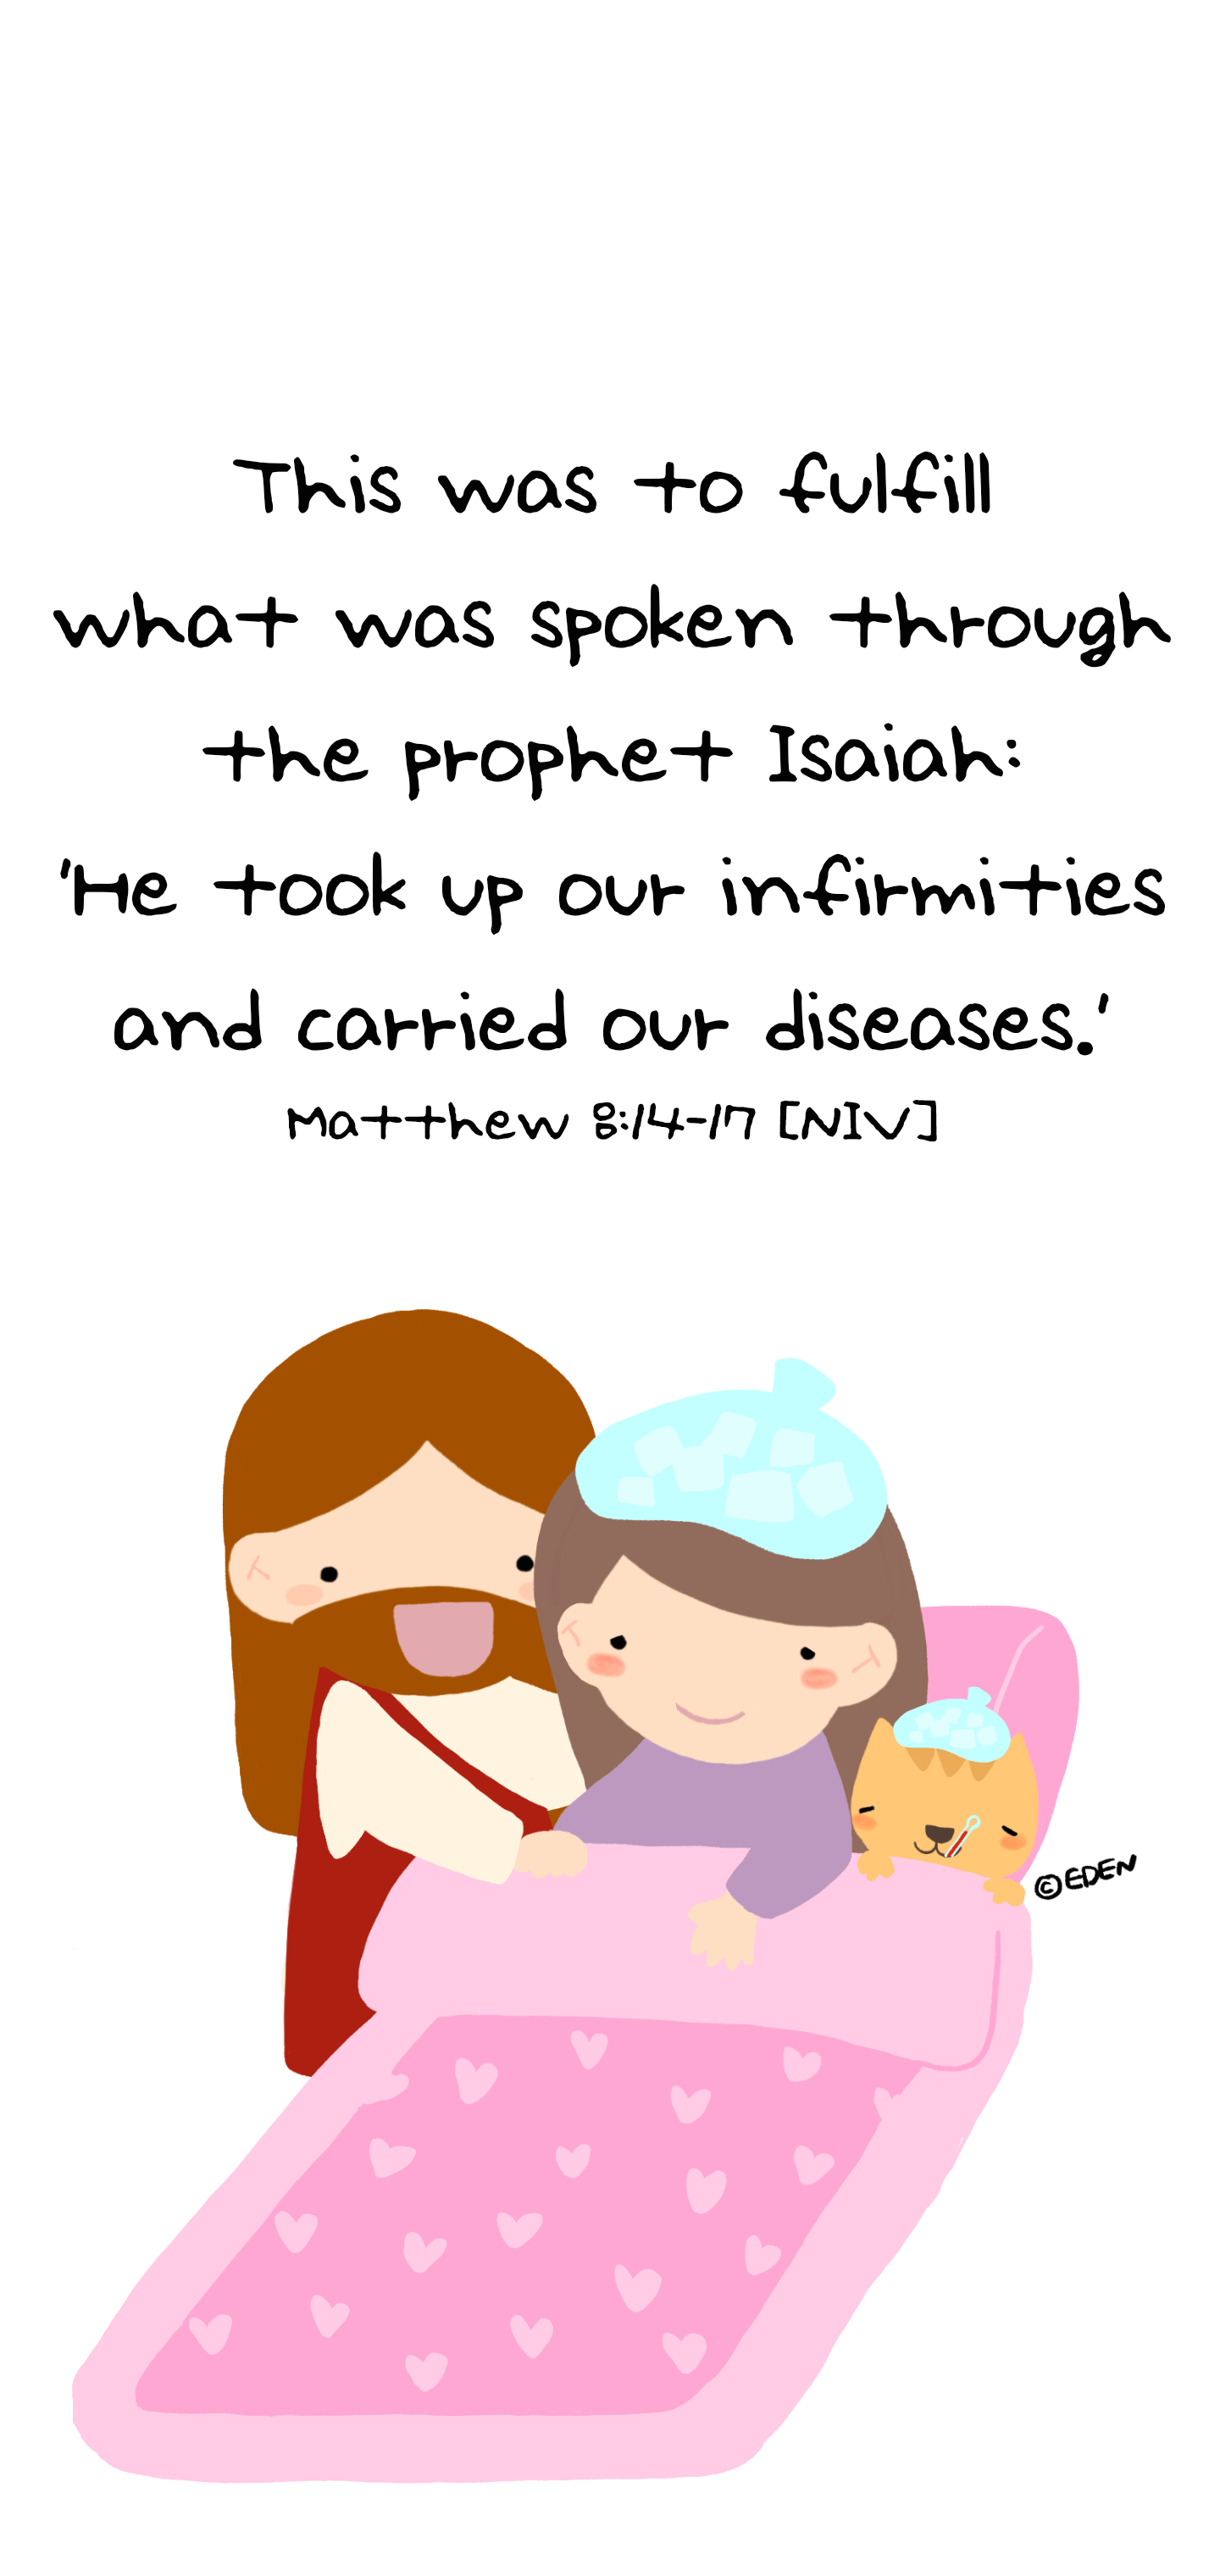 This was to fulfill
what was spoken through
the prophet Isaiah:
'He took up our infirmities
and carried our diseases.'
Matthew 8:14-17 [NIV]
©EDEN